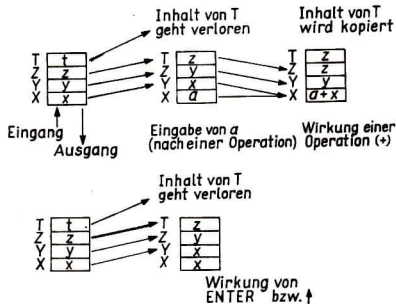 Inhalt von T
geht verloren
Inhalt von T
wird kopiert
T t
Z z
Y y
X x
T z
Z y
Y x
X a
T z
Z z
Y y
X a+x
Eingang
Ausgang
Eingabe von a
(nach einer Operation)
Wirkung einer
Operation (+)
Inhalt von T
geht verloren
T t
Z z
Y y
X x
T z
Z y
Y x
X x
Wirkung von
ENTER bzw. ↑